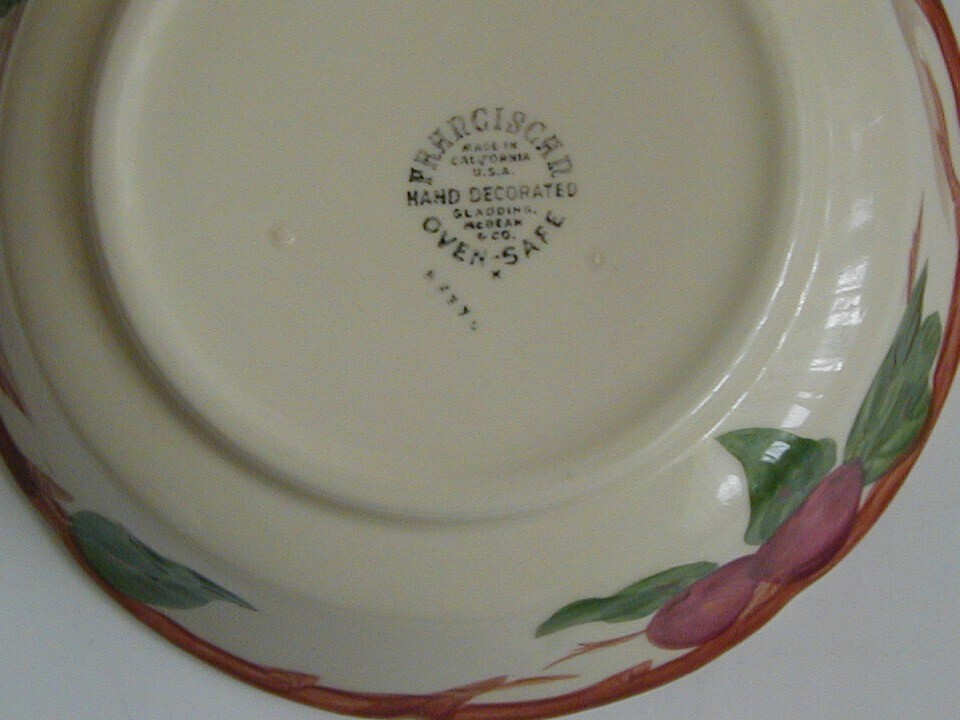 FRANCISCAN
MADE IN
CALIFORNIA
U.S.A.
HAND DECORATED
GLADDING,
McBEAN
& CO.
OVEN-SAFE
x